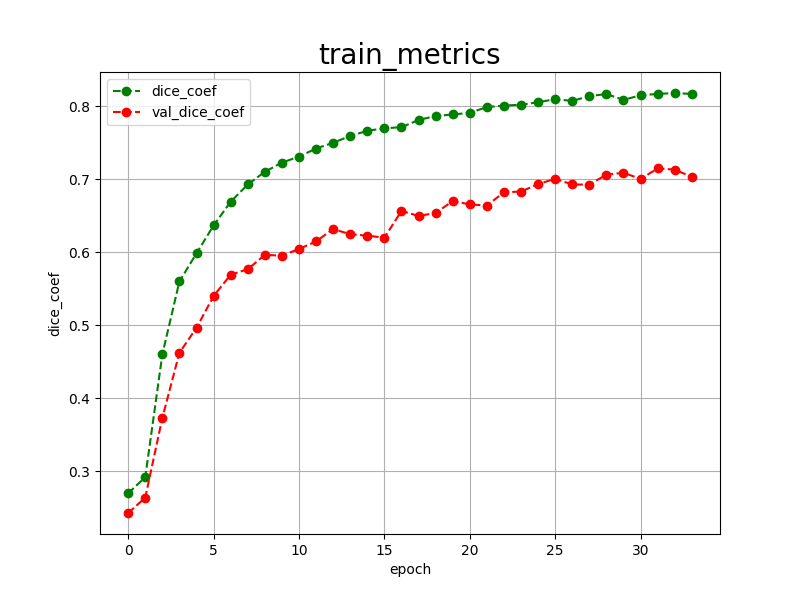 train_metrics
dice_coef
val_dice_coef
0.8
0.7
0.6
0.5
0.4
0.3
dice_coef
0 5 10 15 20 25 30
epoch